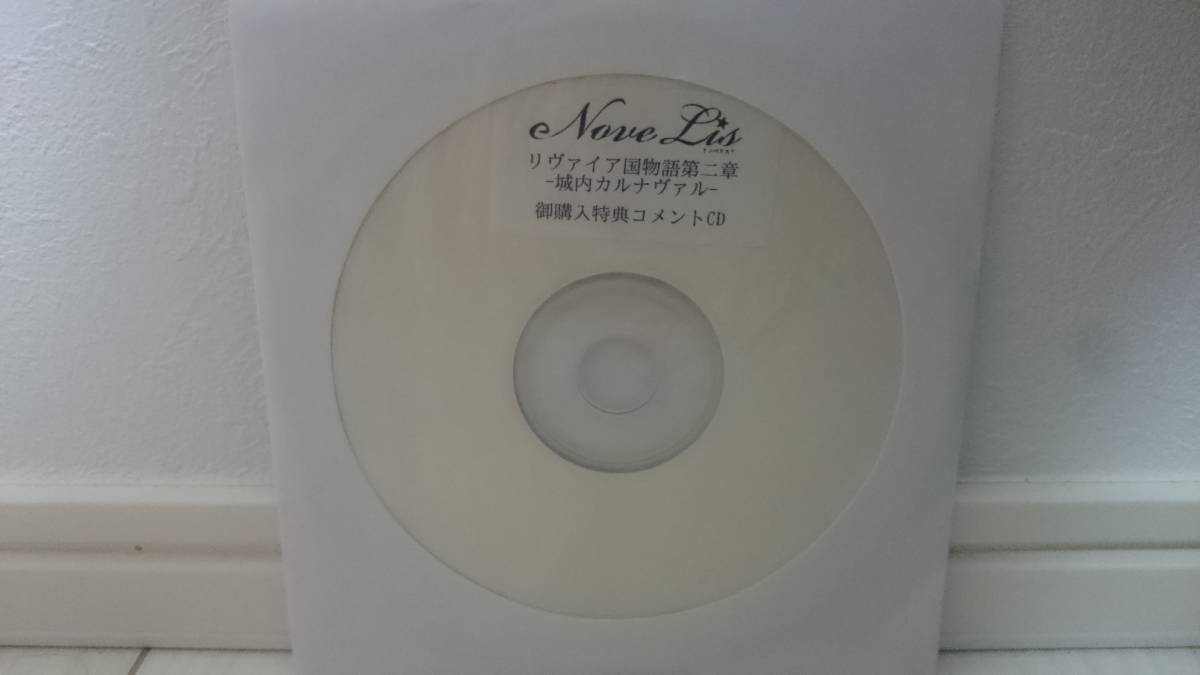 Nove Lis
リヴァイア国物語第二章
-城内カルナヴァル-
御購入特典コメントCD